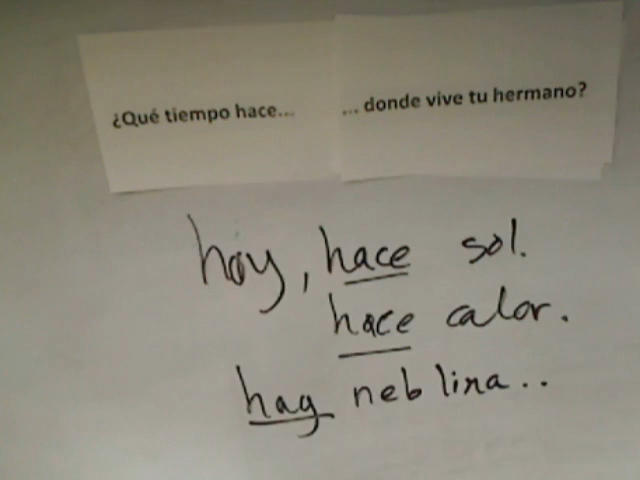 ¿Qué tiempo hace... ... donde vive tu hermano?
hoy, hace sol.
hace calor.
hay neblina..